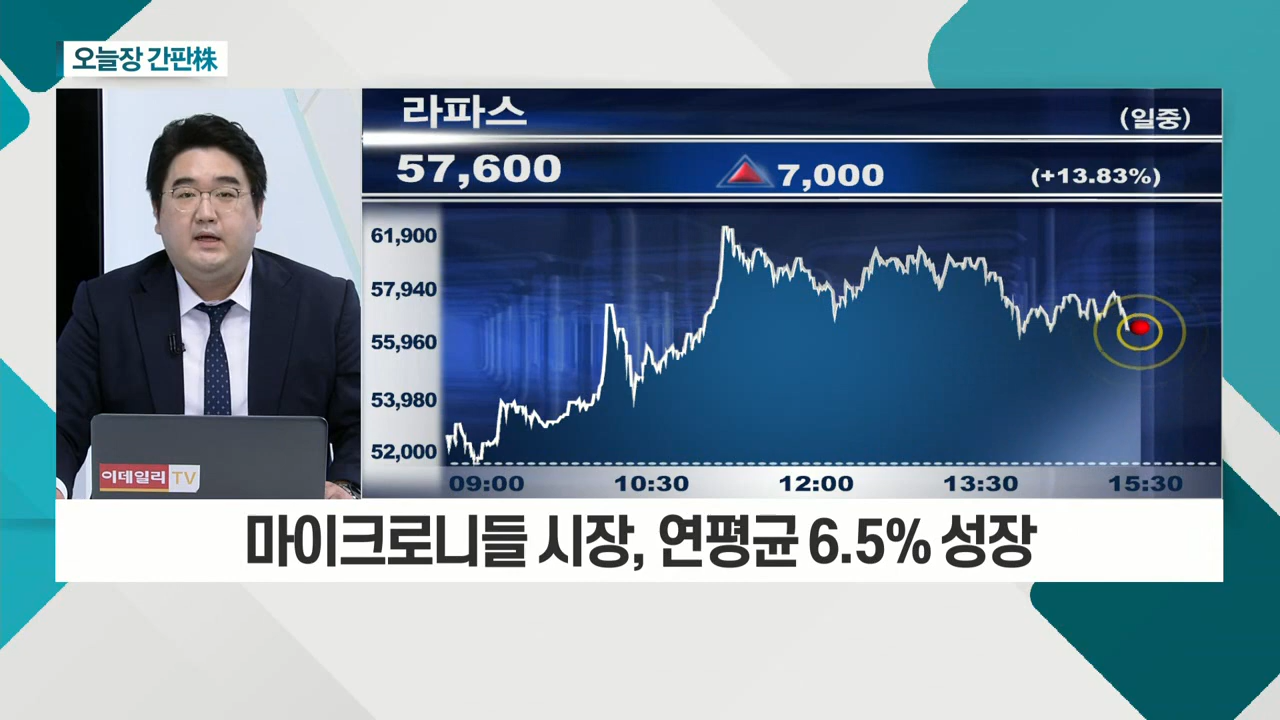 오늘장 간판株
라파스
(일중)
57,600
▲ 7,000
(+13.83%)
61,900
57,940
55,960
53,980
52,000
09:00 10:30 12:00 13:30 15:30
이데일리 TV
마이크로니들 시장, 연평균 6.5% 성장